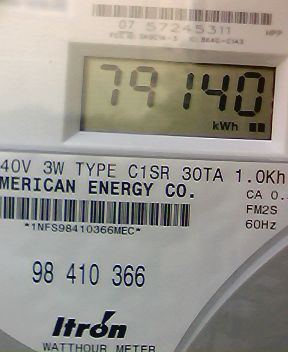 07 57245311
79140
kWh
40V 3W TYPE C1SR 30TA 1.0Kh
MERICAN ENERGY CO.
CA 0.
FM2S
60Hz
*1NFS98410366MEC*
98 410 366
Itron
WATTHOUR METER